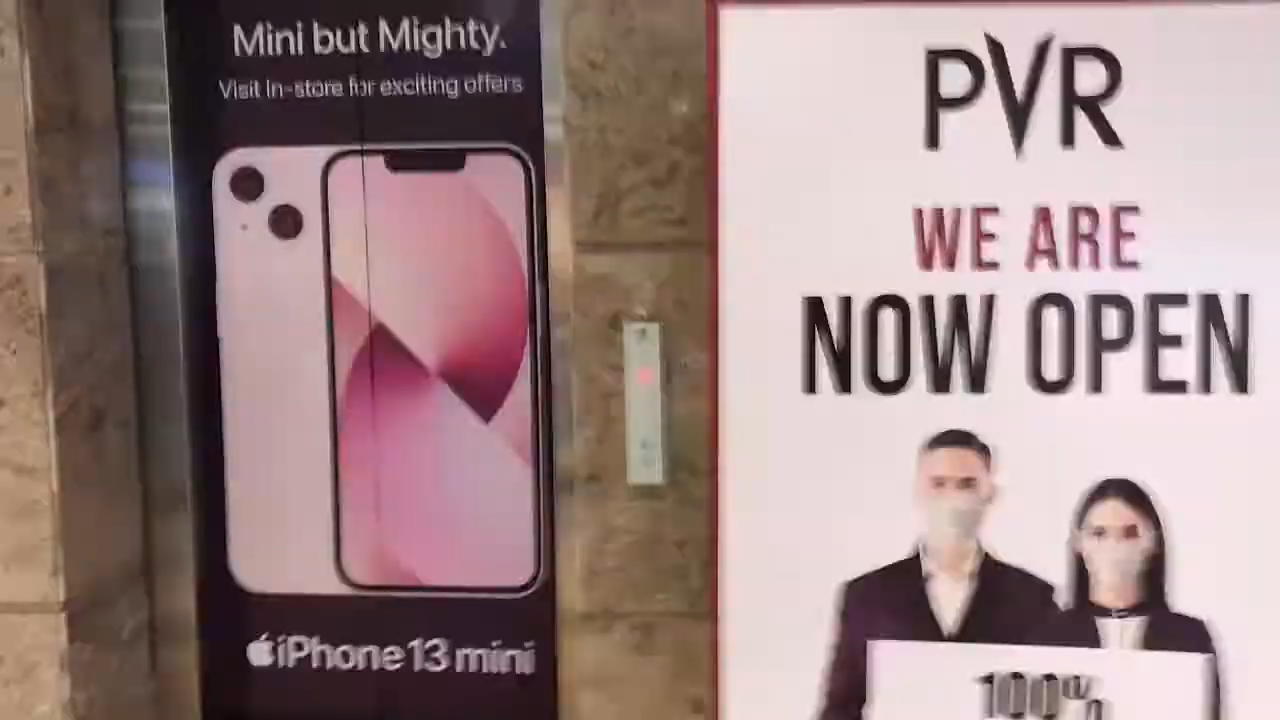 Mini but Mighty.
Visit in-store for exciting offers
iPhone 13 mini
PVR
WE ARE
NOW OPEN
100%